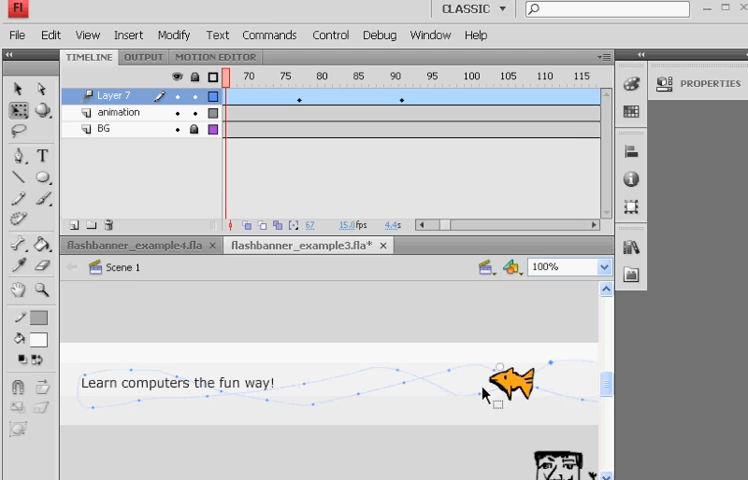 Fl CLASSIC
File Edit View Insert Modify Text Commands Control Debug Window Help
TIMELINE OUTPUT MOTION EDITOR
70 75 80 85 90 95 100 105 110 115
PROPERTIES
Layer 7
animation
BG
T
67 15.0fps 4.4s
flashbanner_example4.fla flashbanner_example3.fla*
Scene 1 100%
Learn computers the fun way!